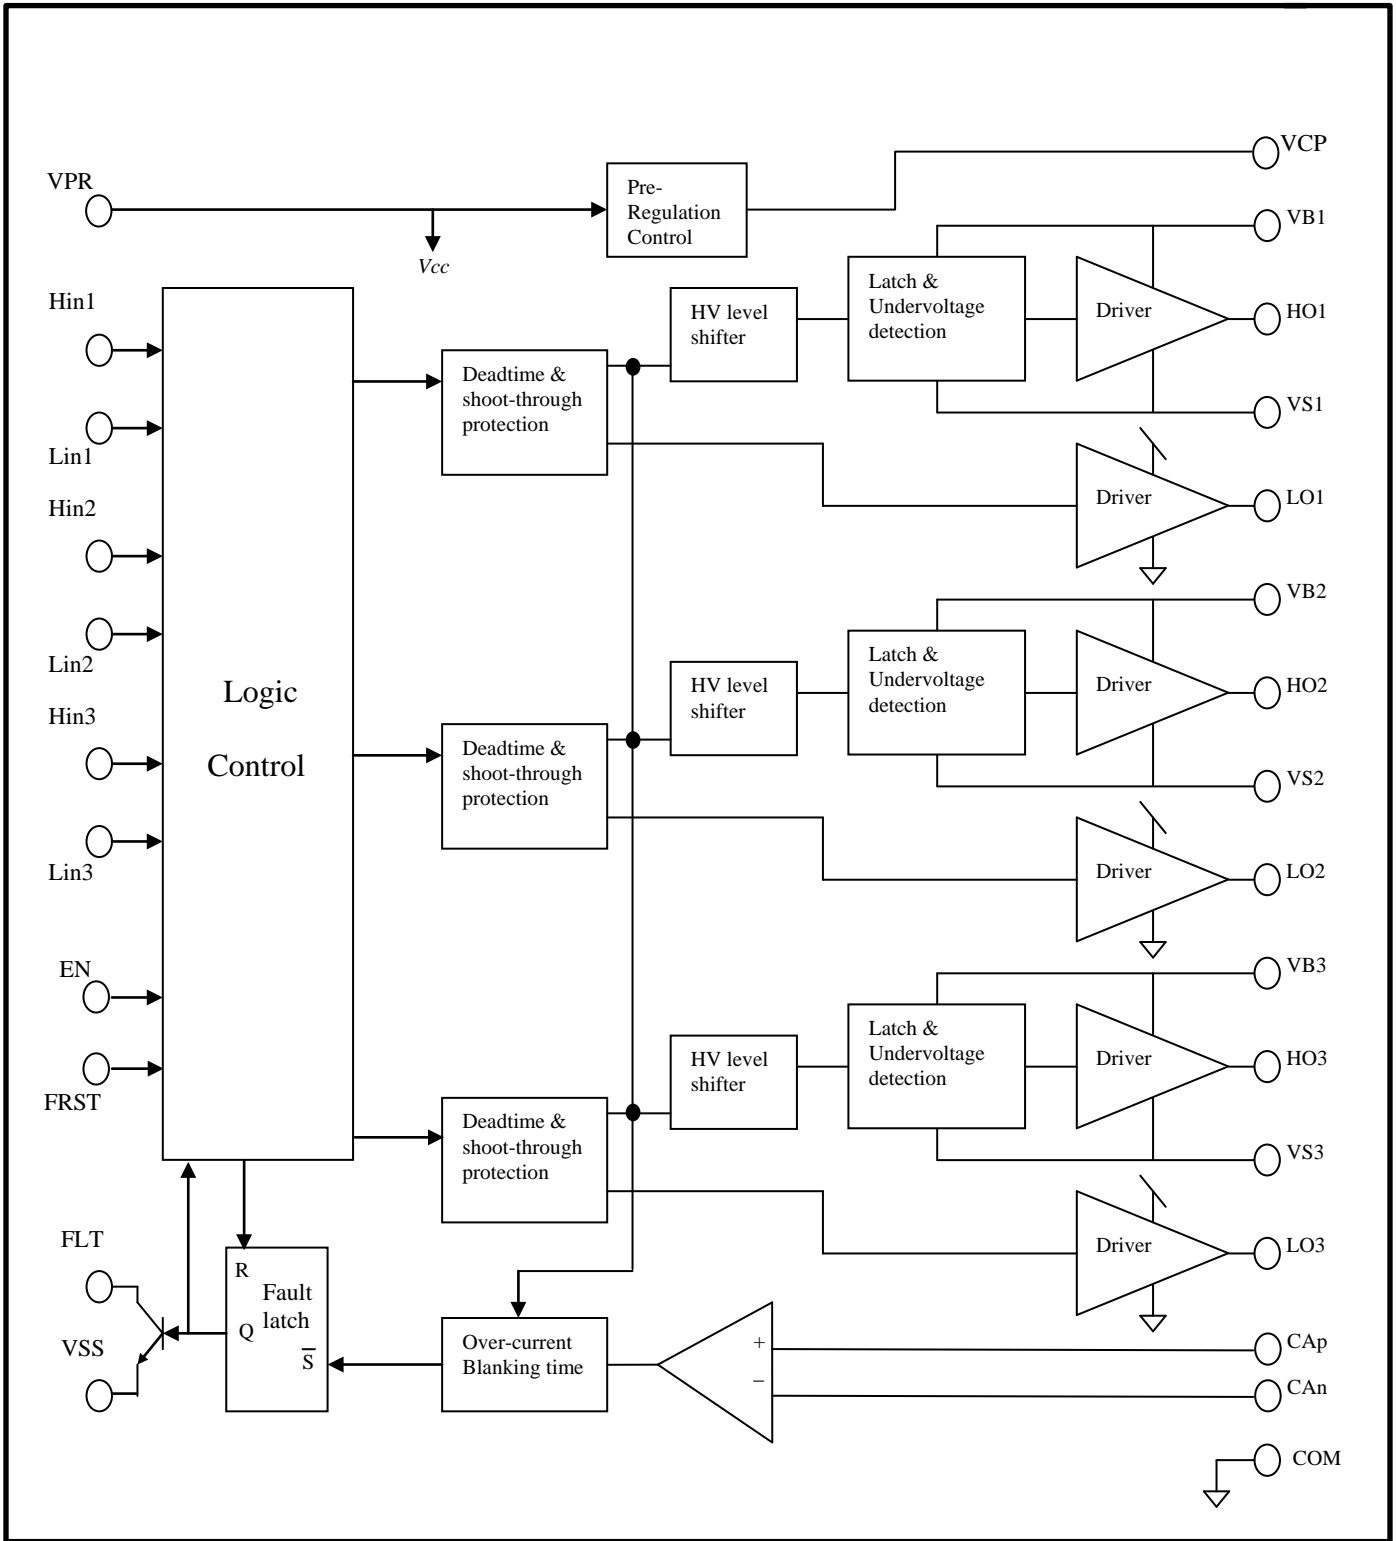 VCP
VPR
Pre-
Regulation
Control
Vcc
VB1
Hin1
Latch &
Undervoltage
detection
Driver
HO1
HV level
shifter
Deadtime &
shoot-through
protection
VS1
Lin1
Driver
LO1
Hin2
VB2
Lin2
Latch &
Undervoltage
detection
Driver
HO2
HV level
shifter
Logic
Control
Hin3
Deadtime &
shoot-through
protection
VS2
Lin3
Driver
LO2
EN
VB3
Latch &
Undervoltage
detection
Driver
HO3
HV level
shifter
FRST
Deadtime &
shoot-through
protection
VS3
FLT
Driver
LO3
R
Fault
latch
Q
S̅
VSS
Over-current
Blanking time
+
−
CAp
CAn
COM